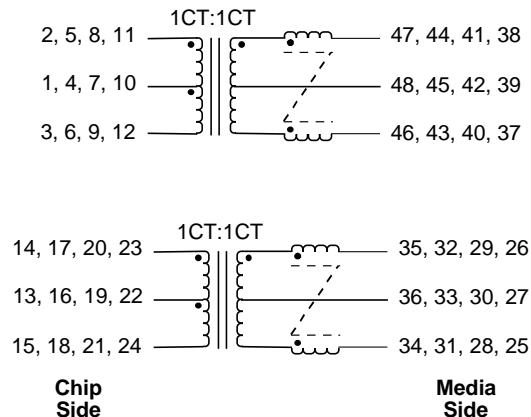 1CT:1CT
2, 5, 8, 11
47, 44, 41, 38
1, 4, 7, 10
48, 45, 42, 39
3, 6, 9, 12
46, 43, 40, 37
1CT:1CT
14, 17, 20, 23
35, 32, 29, 26
13, 16, 19, 22
36, 33, 30, 27
15, 18, 21, 24
34, 31, 28, 25
Chip
Side
Media
Side